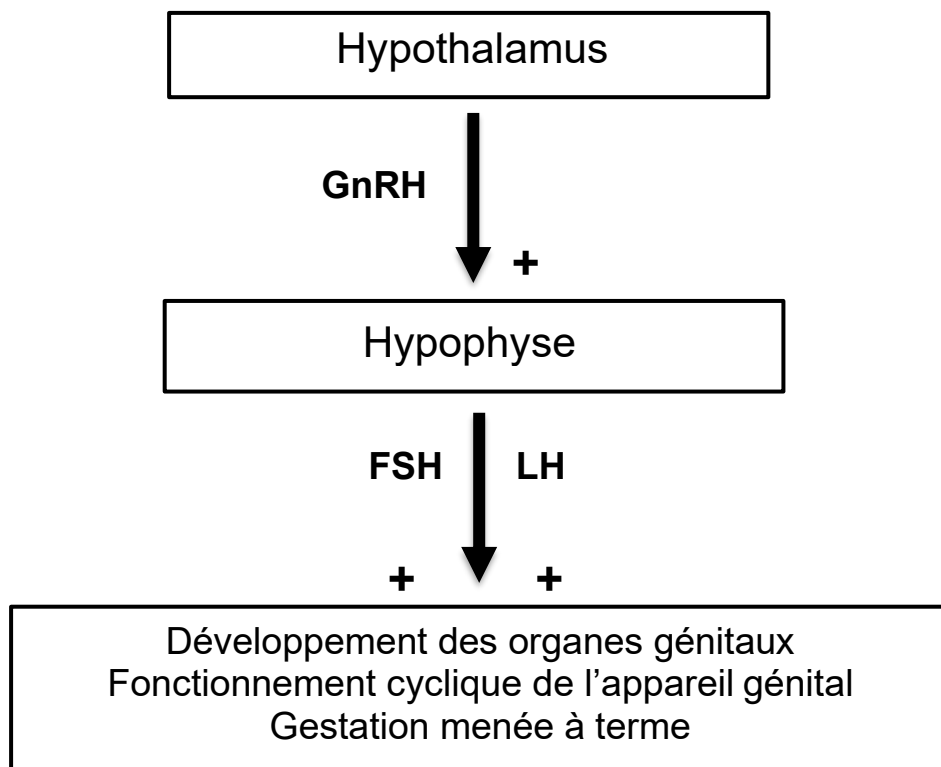 Hypothalamus
GnRH
+
Hypophyse
FSH LH
+ +
Développement des organes génitaux
Fonctionnement cyclique de l’appareil génital
Gestation menée à terme